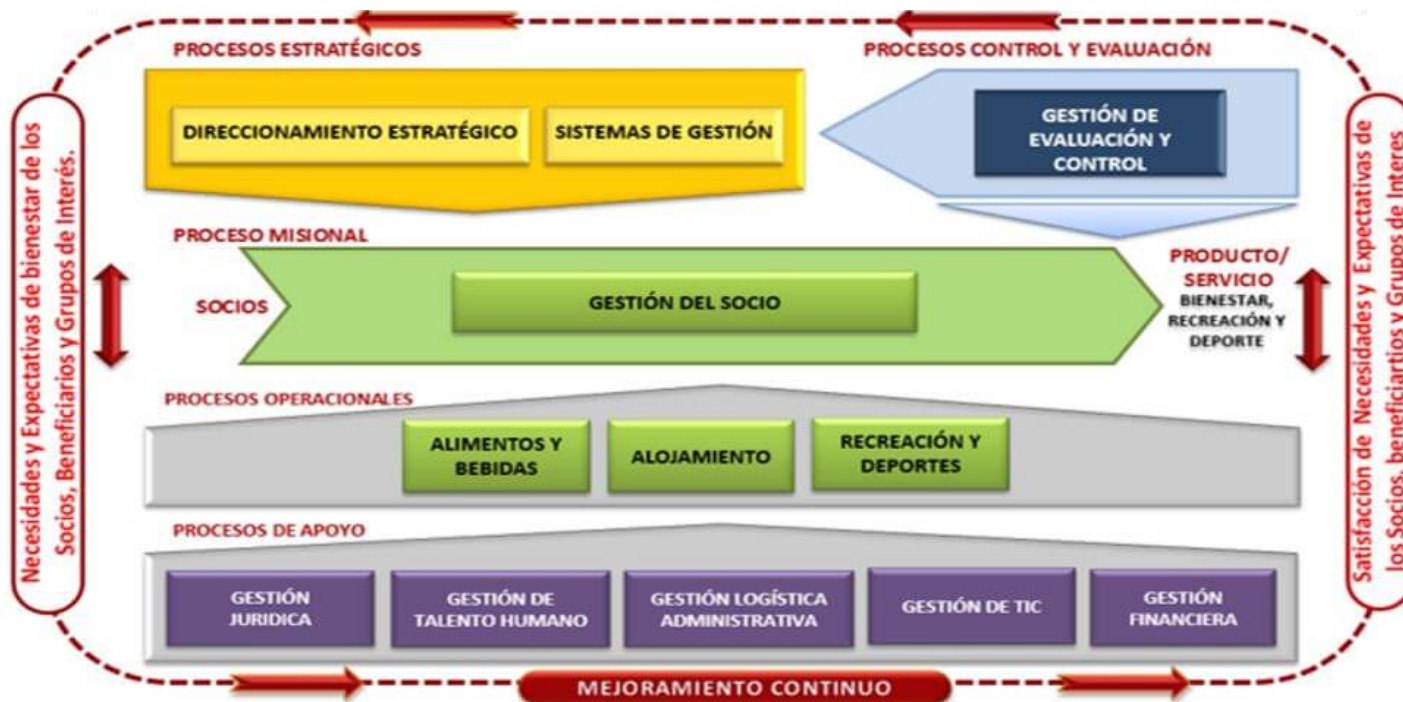 PROCESOS ESTRATÉGICOS
PROCESOS CONTROL Y EVALUACIÓN
DIRECCIONAMIENTO ESTRATÉGICO
SISTEMAS DE GESTIÓN
GESTIÓN DE
EVALUACIÓN Y
CONTROL
Necesidades y Expectativas de bienestar de los
Socios, Beneficiarios y Grupos de Interés.
PROCESO MISIONAL
SOCIOS
GESTIÓN DEL SOCIO
PRODUCTO/
SERVICIO
BIENESTAR,
RECREACIÓN Y
DEPORTE
Satisfacción de Necesidades y Expectativas de
los Socios, beneficiartios y Grupos de Interes
PROCESOS OPERACIONALES
ALIMENTOS Y
BEBIDAS
ALOJAMIENTO
RECREACIÓN Y
DEPORTES
PROCESOS DE APOYO
GESTIÓN
JURIDICA
GESTIÓN DE
TALENTO HUMANO
GESTIÓN LOGÍSTICA
ADMINISTRATIVA
GESTIÓN DE TIC
GESTIÓN
FINANCIERA
MEJORAMIENTO CONTINUO